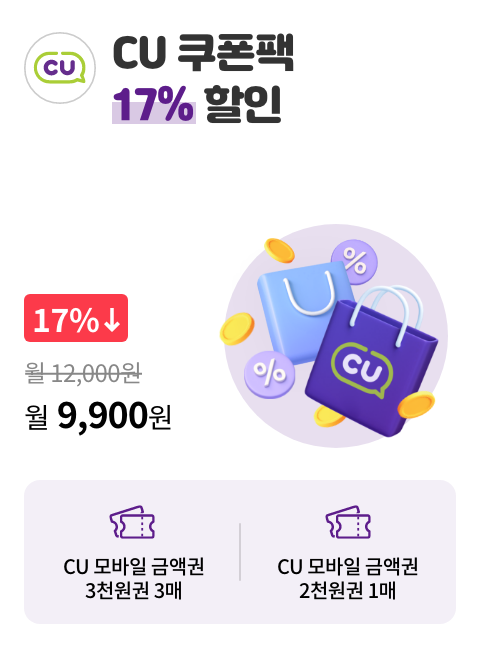 CU
CU 쿠폰팩
17% 할인
%
17%↓
월 12,000원
월 9,900원
%
CU
CU 모바일 금액권
3천원권 3매
CU 모바일 금액권
2천원권 1매